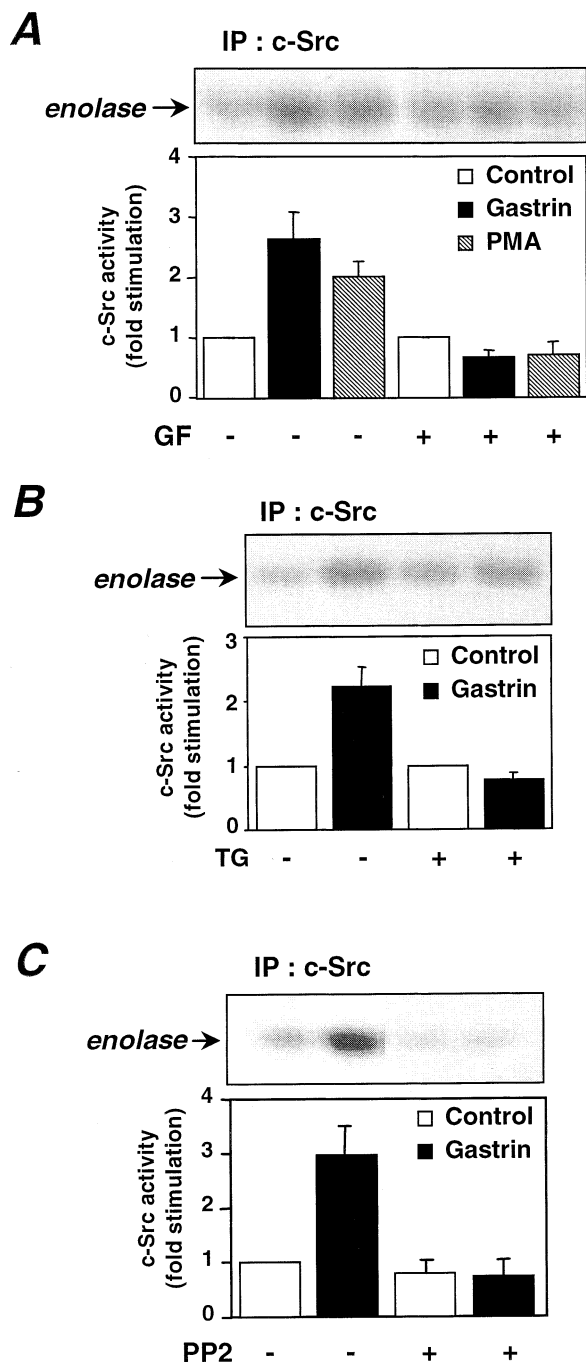 A
IP : c-Src
enolase
4
3
2
1
0
c-Src activity
(fold stimulation)
Control
Gastrin
PMA
GF - - - + + +
B
IP : c-Src
enolase
3
2
1
0
c-Src activity
(fold stimulation)
Control
Gastrin
TG - - + +
C
IP : c-Src
enolase
4
3
2
1
0
c-Src activity
(fold stimulation)
Control
Gastrin
PP2 - - + +